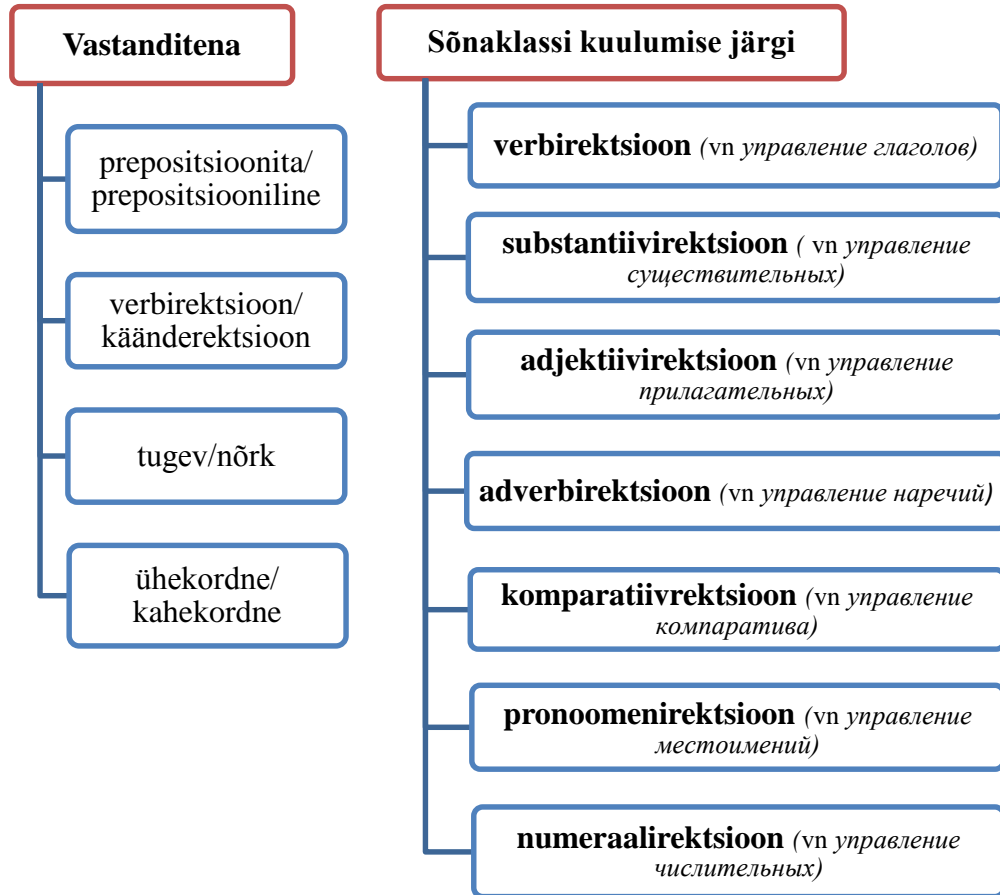 Vastanditena
prepositsioonita/
prepositsiooniline
verbirektsioon/
käänderektsioon
tugev/nõrk
ühekordne/
kahekordne
Sõnaklassi kuulumise järgi
verbirektsioon (vn управление глаголов)
substantiivirektsioon ( vn управление
существительных)
adjektiivirektsioon (vn управление
прилагательных)
adverbirektsioon (vn управление наречий)
komparatiivrektsioon (vn управление
компаратива)
pronoomenirektsioon (vn управление
местоимений)
numeraalirektsioon (vn управление
числительных)